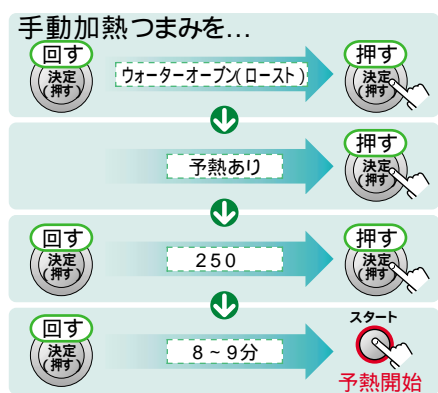 手動加熱つまみを...
回す
決定
(押す)
ウォーターオーブン(ロースト)
押す
決定
(押す)
予熱あり
押す
決定
(押す)
回す
決定
(押す)
250
押す
決定
(押す)
回す
決定
(押す)
8~9分
スタート
予熱開始